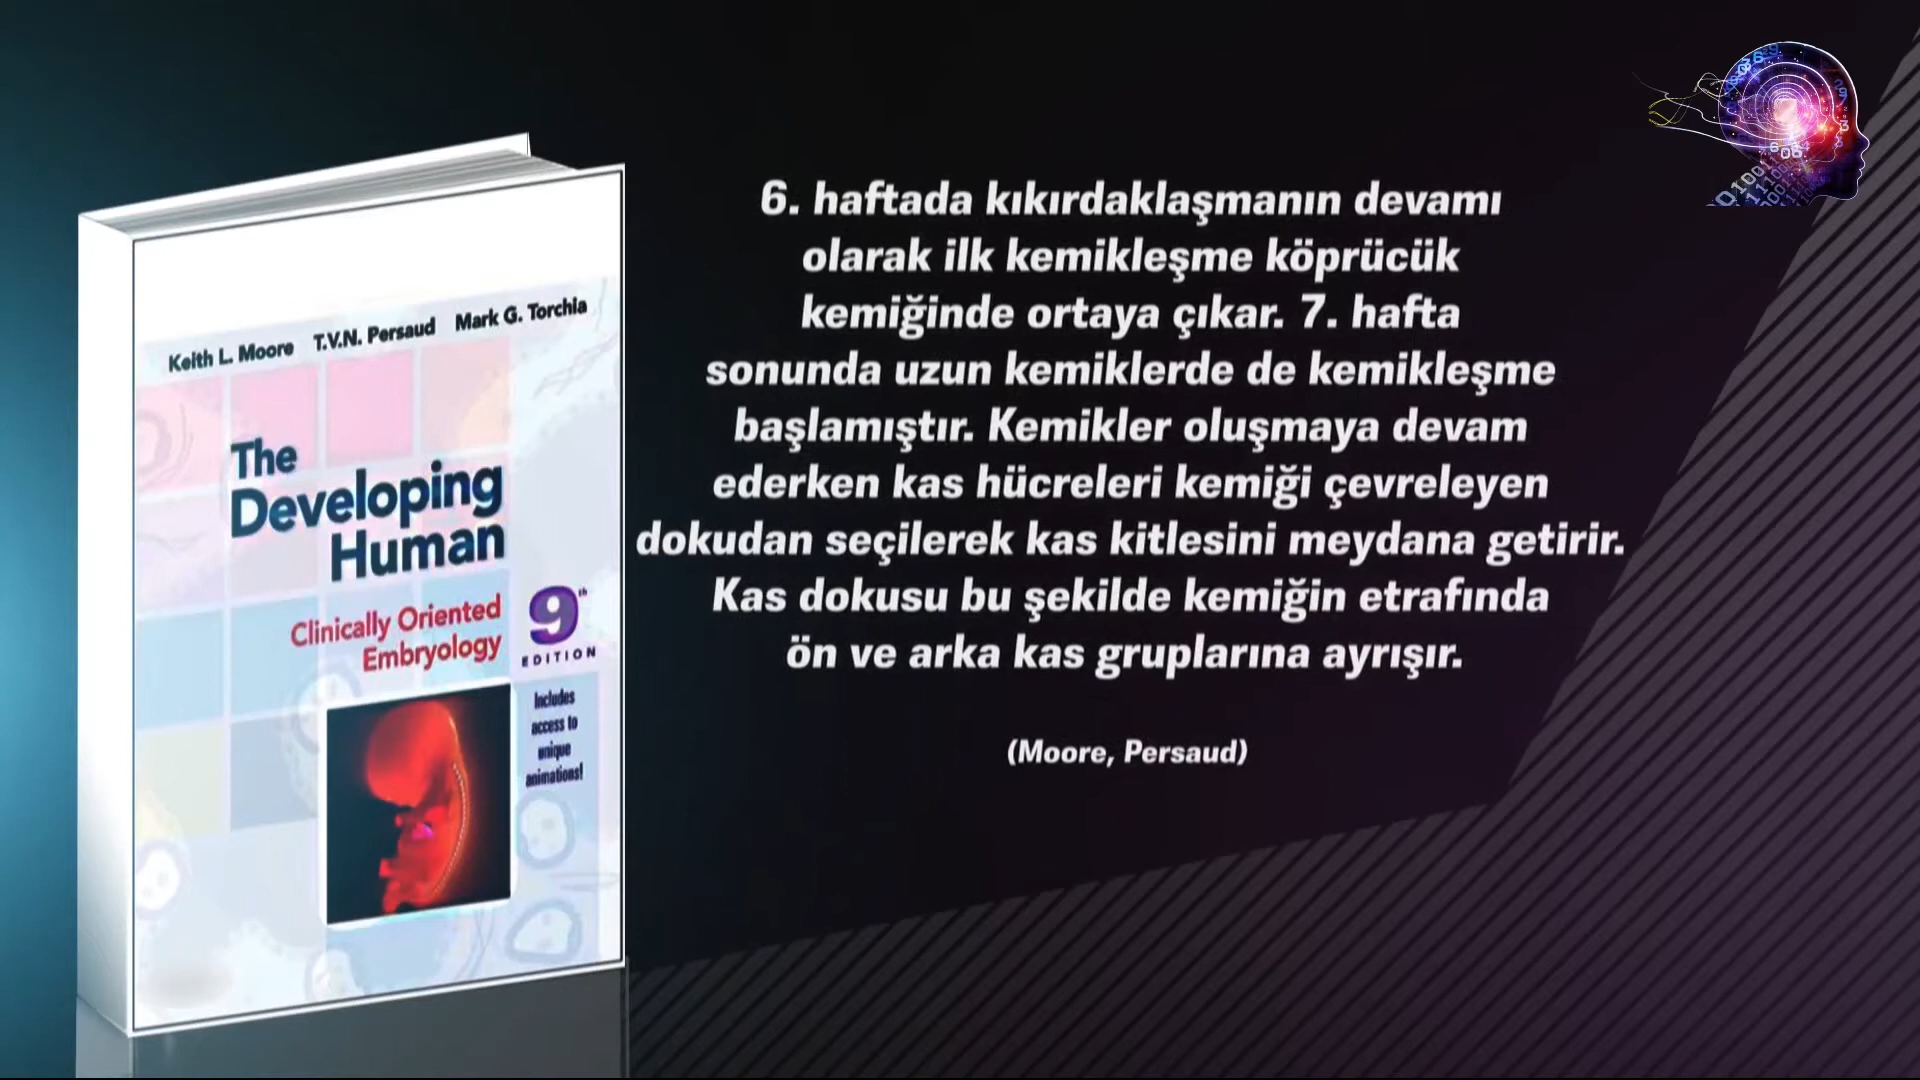 Keith L. Moore T.V.N. Persaud Mark G. Torchia
The
Developing
Human
Clinically Oriented
Embryology
9th
EDITION
Includes
access to
unique
animations!
6. haftada kıkırdaklaşmanın devamı
olarak ilk kemikleşme köprücük
kemiğinde ortaya çıkar. 7. hafta
sonunda uzun kemiklerde de kemikleşme
başlamıştır. Kemikler oluşmaya devam
ederken kas hücreleri kemiği çevreleyen
dokudan seçilerek kas kitlesini meydana getirir.
Kas dokusu bu şekilde kemiğin etrafında
ön ve arka kas gruplarına ayrışır.
(Moore, Persaud)